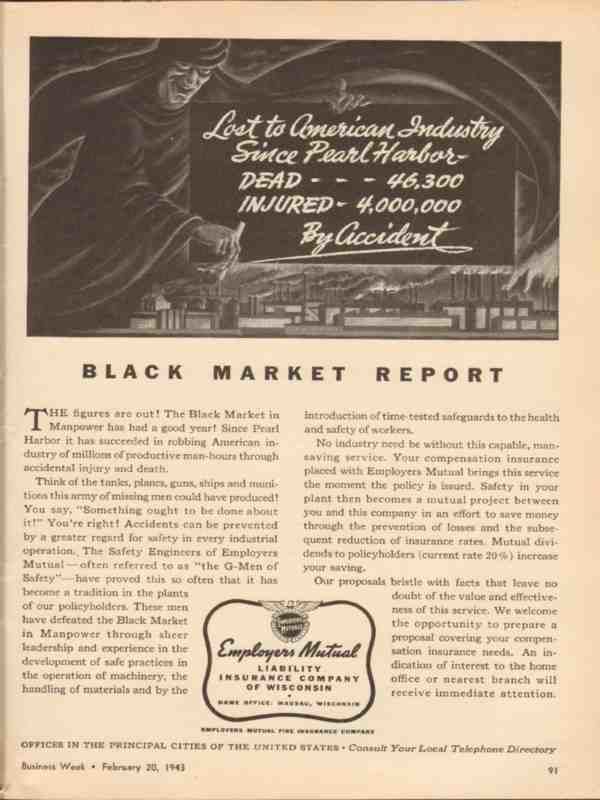 Lost to American Industry
Since Pearl Harbor-
DEAD - - - 46,300
INJURED - 4,000,000
By Accident
BLACK MARKET REPORT
THE figures are out! The Black Market in
Manpower has had a good year! Since Pearl
Harbor it has succeeded in robbing American in-
dustry of millions of productive man-hours through
accidental injury and death.
Think of the tanks, planes, guns, ships and muni-
tions this army of missing men could have produced!
You say, "Something ought to be done about
it!" You're right! Accidents can be prevented
by a greater regard for safety in every industrial
operation. The Safety Engineers of Employers
Mutual—often referred to as "the G-Men of
Safety"—have proved this so often that it has
become a tradition in the plants
of our policyholders. These men
have defeated the Black Market
in Manpower through sheer
leadership and experience in the
development of safe practices in
the operation of machinery, the
handling of materials and by the
introduction of time-tested safeguards to the health
and safety of workers.
No industry need be without this capable, man-
saving service. Your compensation insurance
placed with Employers Mutual brings this service
the moment the policy is issued. Safety in your
plant then becomes a mutual project between
you and this company in an effort to save money
through the prevention of losses and the subse-
quent reduction of insurance rates. Mutual divi-
dends to policyholders (current rate 20%) increase
your saving.
Our proposals bristle with facts that leave no
doubt of the value and effective-
ness of this service. We welcome
the opportunity to prepare a
proposal covering your compen-
sation insurance needs. An in-
dication of interest to the home
office or nearest branch will
receive immediate attention.
Employers Mutual
LIABILITY
INSURANCE COMPANY
OF WISCONSIN
HOME OFFICE: WAUSAU, WISCONSIN
EMPLOYERS MUTUAL FIRE INSURANCE COMPANY
OFFICES IN THE PRINCIPAL CITIES OF THE UNITED STATES • Consult Your Local Telephone Directory
Business Week • February 20, 1943
91